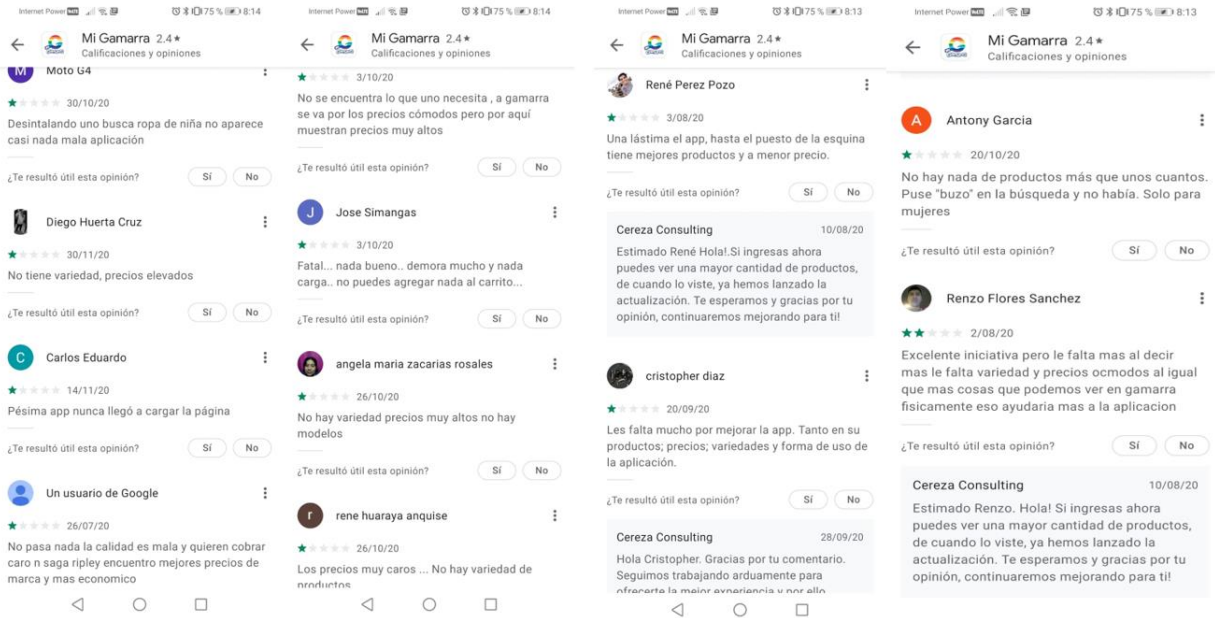 Internet Power 75 % 8:14
Mi Gamarra 2.4★
Calificaciones y opiniones
M Moto G4
30/10/20
Desintalando uno busca ropa de niña no aparece
casi nada mala aplicación
¿Te resultó útil esta opinión? Sí No
Diego Huerta Cruz
30/11/20
No tiene variedad, precios elevados
¿Te resultó útil esta opinión? Sí No
C Carlos Eduardo
14/11/20
Pésima app nunca llegó a cargar la página
¿Te resultó útil esta opinión? Sí No
Un usuario de Google
26/07/20
No pasa nada la calidad es mala y quieren cobrar
caro n saga ripley encuentro mejores precios de
marca y mas economico
Internet Power 75 % 8:14
Mi Gamarra 2.4★
Calificaciones y opiniones
3/10/20
No se encuentra lo que uno necesita , a gamarra
se va por los precios cómodos pero por aquí
muestran precios muy altos
¿Te resultó útil esta opinión? Sí No
J Jose Simangas
3/10/20
Fatal... nada bueno.. demora mucho y nada
carga.. no puedes agregar nada al carrito...
¿Te resultó útil esta opinión? Sí No
angela maria zacarias rosales
26/10/20
No hay variedad precios muy altos no hay
modelos
¿Te resultó útil esta opinión? Sí No
r rene huaraya anquise
26/10/20
Los precios muy caros ... No hay variedad de
productos
Internet Power 75 % 8:13
Mi Gamarra 2.4★
Calificaciones y opiniones
René Perez Pozo
3/08/20
Una lástima el app, hasta el puesto de la esquina
tiene mejores productos y a menor precio.
¿Te resultó útil esta opinión? Sí No
Cereza Consulting 10/08/20
Estimado René Hola!.Si ingresas ahora
puedes ver una mayor cantidad de productos,
de cuando lo viste, ya hemos lanzado la
actualización. Te esperamos y gracias por tu
opinión, continuaremos mejorando para ti!
cristopher diaz
20/09/20
Les falta mucho por mejorar la app. Tanto en su
productos; precios; variedades y forma de uso de
la aplicación.
¿Te resultó útil esta opinión? Sí No
Cereza Consulting 28/09/20
Hola Cristopher. Gracias por tu comentario.
Seguimos trabajando arduamente para
ofrecerte la mejor experiencia y por ello
Internet Power 75 % 8:13
Mi Gamarra 2.4★
Calificaciones y opiniones
A Antony Garcia
20/10/20
No hay nada de productos más que unos cuantos.
Puse "buzo" en la búsqueda y no había. Solo para
mujeres
¿Te resultó útil esta opinión? Sí No
Renzo Flores Sanchez
2/08/20
Excelente iniciativa pero le falta mas al decir
mas le falta variedad y precios ocmodos al igual
que mas cosas que podemos ver en gamarra
fisicamente eso ayudaria mas a la aplicacion
¿Te resultó útil esta opinión? Sí No
Cereza Consulting 10/08/20
Estimado Renzo. Hola! Si ingresas ahora
puedes ver una mayor cantidad de productos,
de cuando lo viste, ya hemos lanzado la
actualización. Te esperamos y gracias por tu
opinión, continuaremos mejorando para ti!